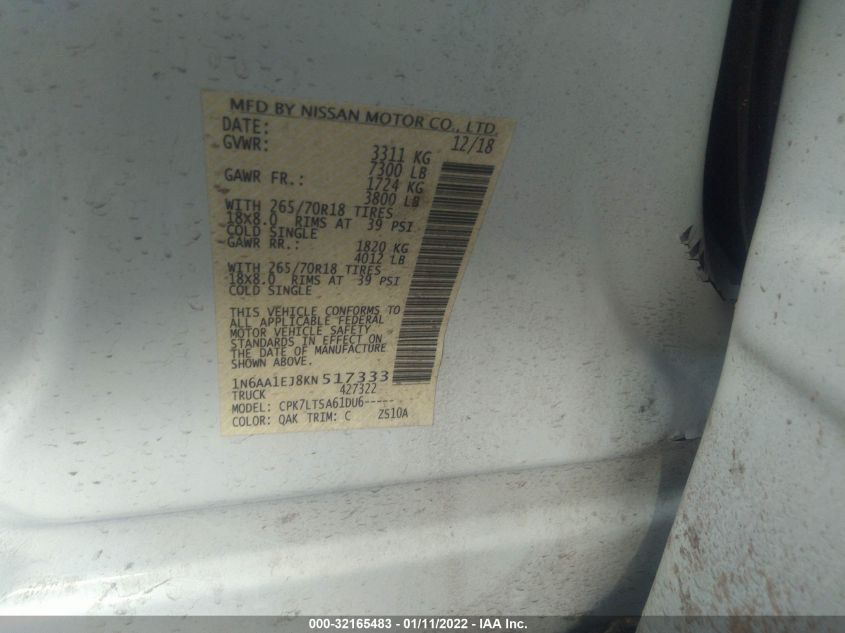 MFD BY NISSAN MOTOR CO., LTD.
DATE: 12/18
GVWR: 3311 KG
7300 LB
GAWR FR.: 1724 KG
3800 LB
WITH 265/70R18 TIRES
18X8.0 RIMS AT 39 PSI
COLD SINGLE
GAWR RR.: 1820 KG
4012 LB
WITH 265/70R18 TIRES
18X8.0 RIMS AT 39 PSI
COLD SINGLE
THIS VEHICLE CONFORMS TO
ALL APPLICABLE FEDERAL
MOTOR VEHICLE SAFETY
STANDARDS IN EFFECT ON
THE DATE OF MANUFACTURE
SHOWN ABOVE.
1N6AA1EJ8KN517333
TRUCK 427322
MODEL: CPK7LTSA61DU6-----
COLOR: QAK TRIM: C ZS10A
000-32165483 - 01/11/2022 - IAA Inc.